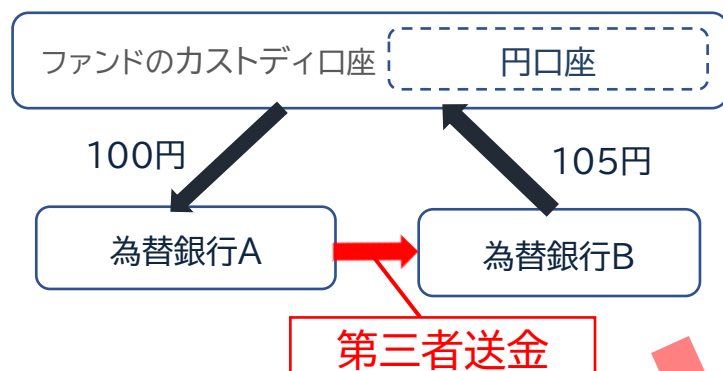 ファンドのカストディ口座
円口座
100円
105円
為替銀行A
為替銀行B
第三者送金